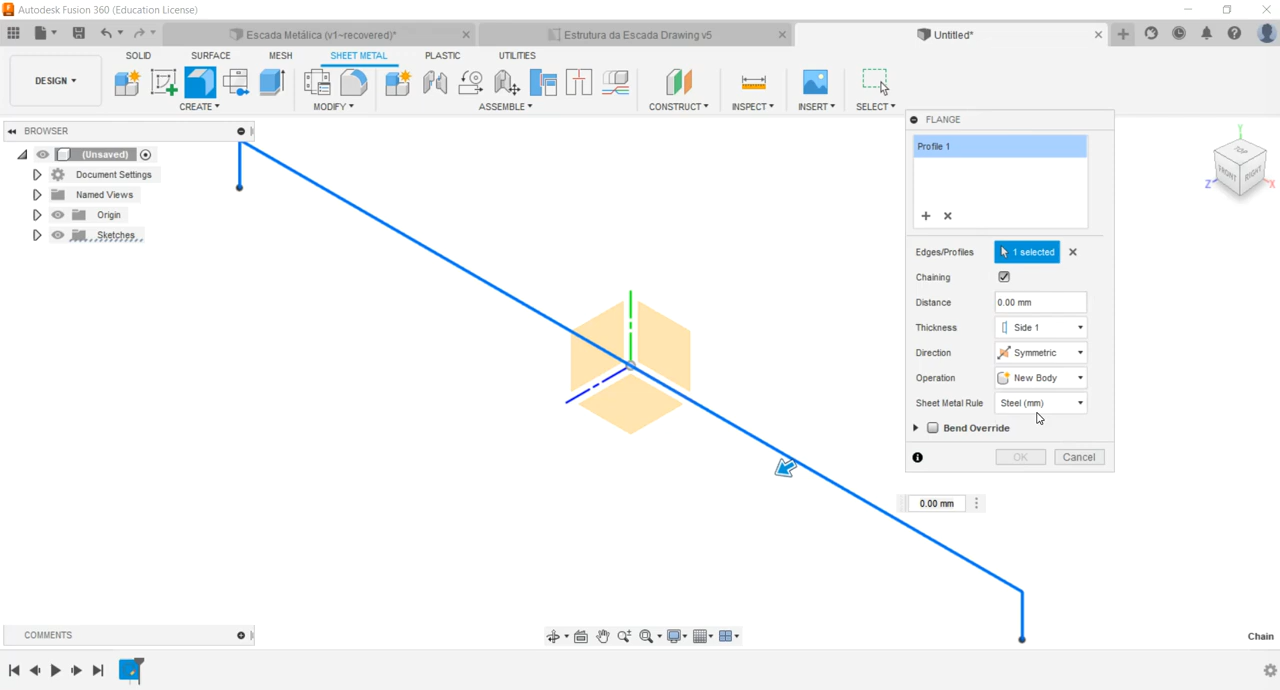 Autodesk Fusion 360 (Education License)
Escada Metálica (v1~recovered)*
Estrutura da Escada Drawing v5
Untitled*
DESIGN
SOLID
SURFACE
MESH
SHEET METAL
PLASTIC
UTILITIES
CREATE
MODIFY
ASSEMBLE
CONSTRUCT
INSPECT
INSERT
SELECT
BROWSER
(Unsaved)
Document Settings
Named Views
Origin
Sketches
FLANGE
Profile 1
Edges/Profiles 1 selected
Chaining
Distance 0.00 mm
Thickness Side 1
Direction Symmetric
Operation New Body
Sheet Metal Rule Steel (mm)
Bend Override
OK Cancel
0.00 mm
TOP
FRONT
RIGHT
Y
Z
X
COMMENTS
Chain